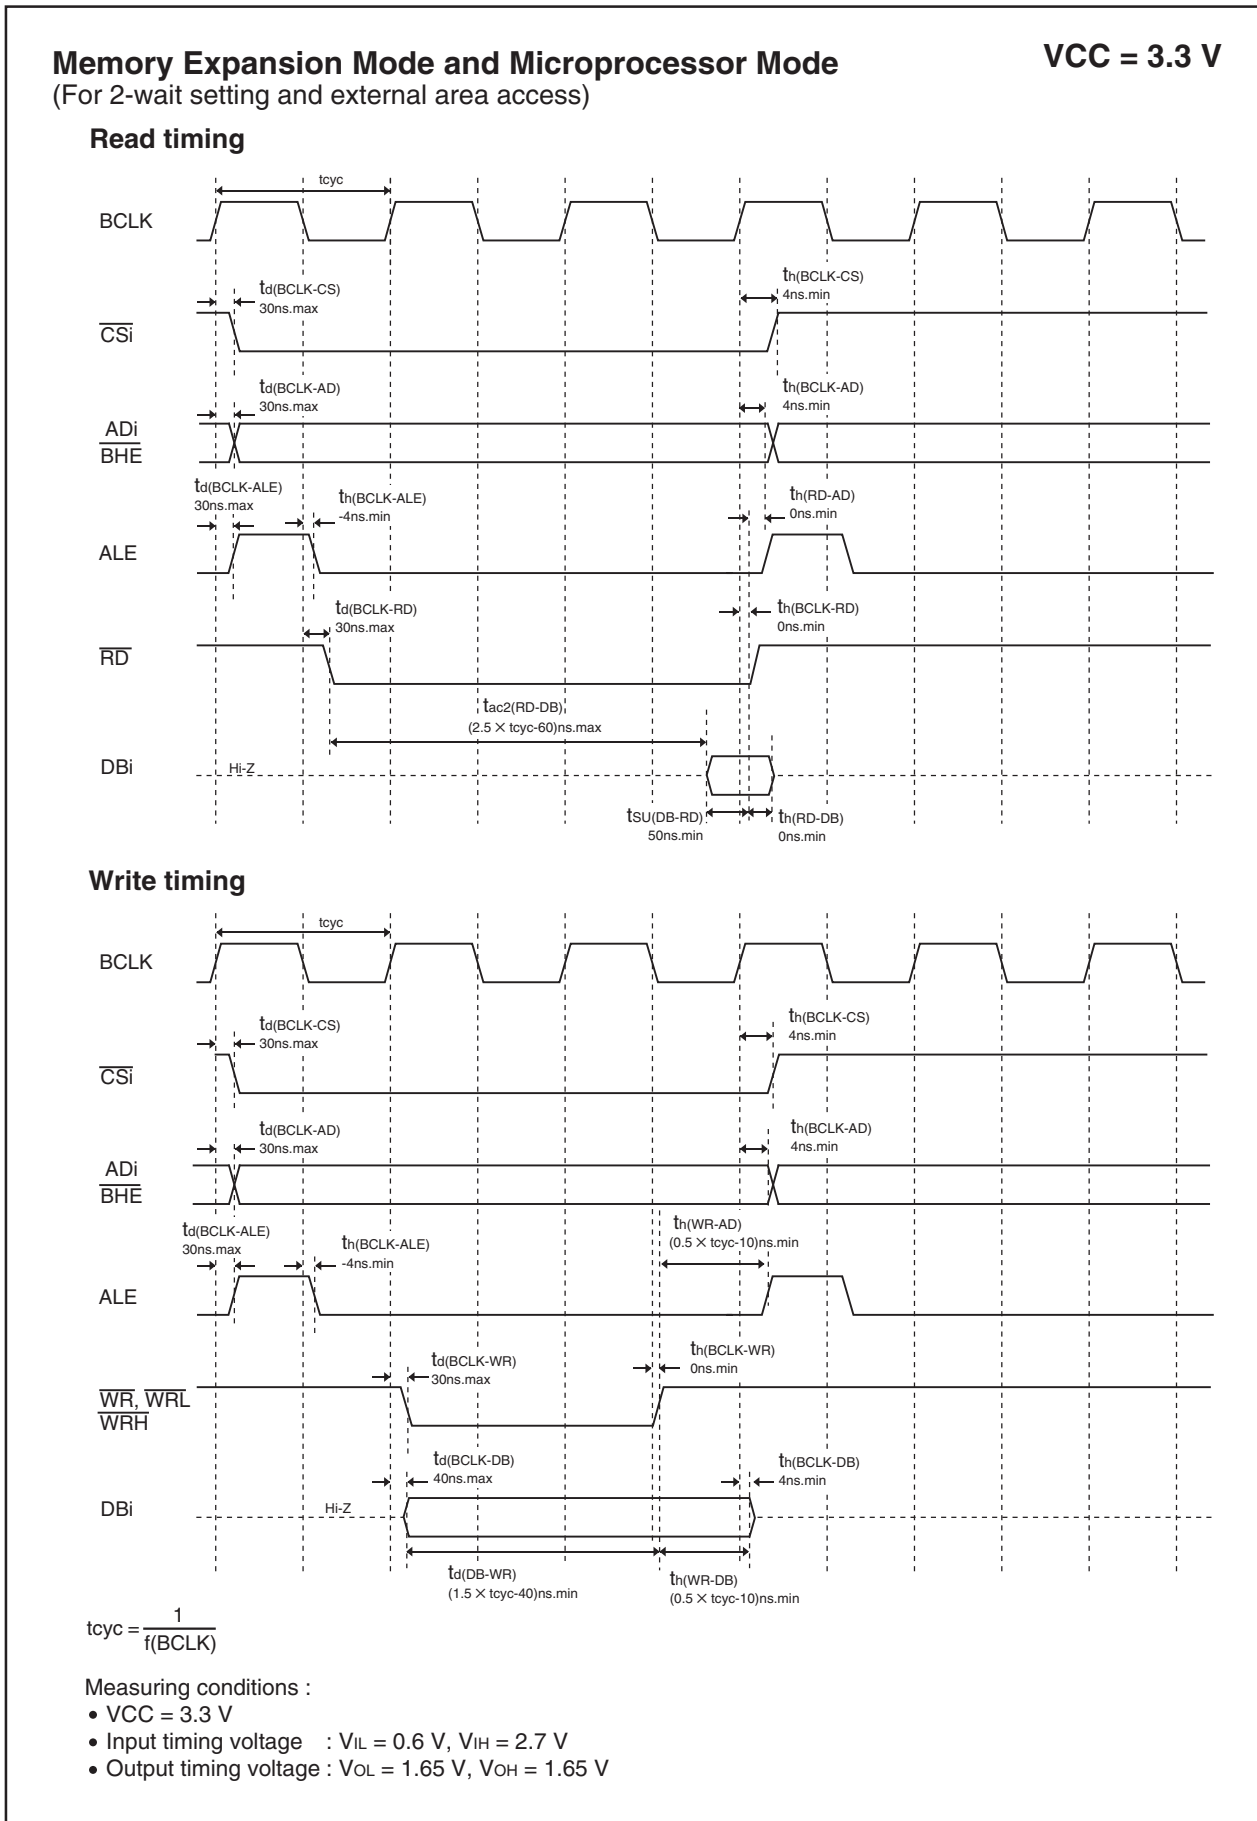 Memory Expansion Mode and Microprocessor Mode
VCC = 3.3 V
(For 2-wait setting and external area access)
Read timing
tcyc
BCLK
td(BCLK-CS)
30ns.max
th(BCLK-CS)
4ns.min
CSi
td(BCLK-AD)
30ns.max
th(BCLK-AD)
4ns.min
ADi
BHE
td(BCLK-ALE)
30ns.max
th(BCLK-ALE)
-4ns.min
th(RD-AD)
0ns.min
ALE
td(BCLK-RD)
30ns.max
th(BCLK-RD)
0ns.min
RD
tac2(RD-DB)
(2.5 × tcyc-60)ns.max
DBi
Hi-Z
tSU(DB-RD)
50ns.min
th(RD-DB)
0ns.min
Write timing
tcyc
BCLK
td(BCLK-CS)
30ns.max
th(BCLK-CS)
4ns.min
CSi
td(BCLK-AD)
30ns.max
th(BCLK-AD)
4ns.min
ADi
BHE
td(BCLK-ALE)
30ns.max
th(BCLK-ALE)
-4ns.min
th(WR-AD)
(0.5 × tcyc-10)ns.min
ALE
td(BCLK-WR)
30ns.max
th(BCLK-WR)
0ns.min
WR, WRL
WRH
td(BCLK-DB)
40ns.max
th(BCLK-DB)
4ns.min
DBi
Hi-Z
td(DB-WR)
(1.5 × tcyc-40)ns.min
th(WR-DB)
(0.5 × tcyc-10)ns.min
tcyc = 1
f(BCLK)
Measuring conditions :
• VCC = 3.3 V
• Input timing voltage : VIL = 0.6 V, VIH = 2.7 V
• Output timing voltage : VOL = 1.65 V, VOH = 1.65 V